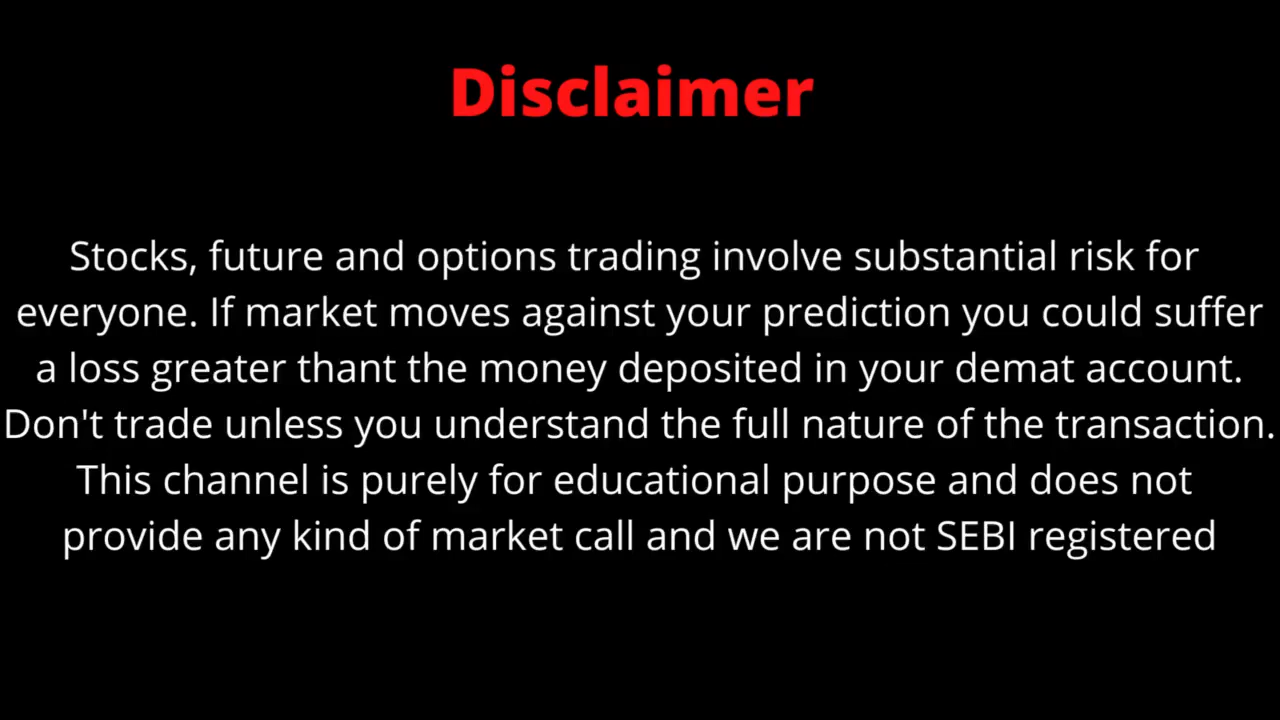 Disclaimer
Stocks, future and options trading involve substantial risk for
everyone. If market moves against your prediction you could suffer
a loss greater thant the money deposited in your demat account.
Don't trade unless you understand the full nature of the transaction.
This channel is purely for educational purpose and does not
provide any kind of market call and we are not SEBI registered